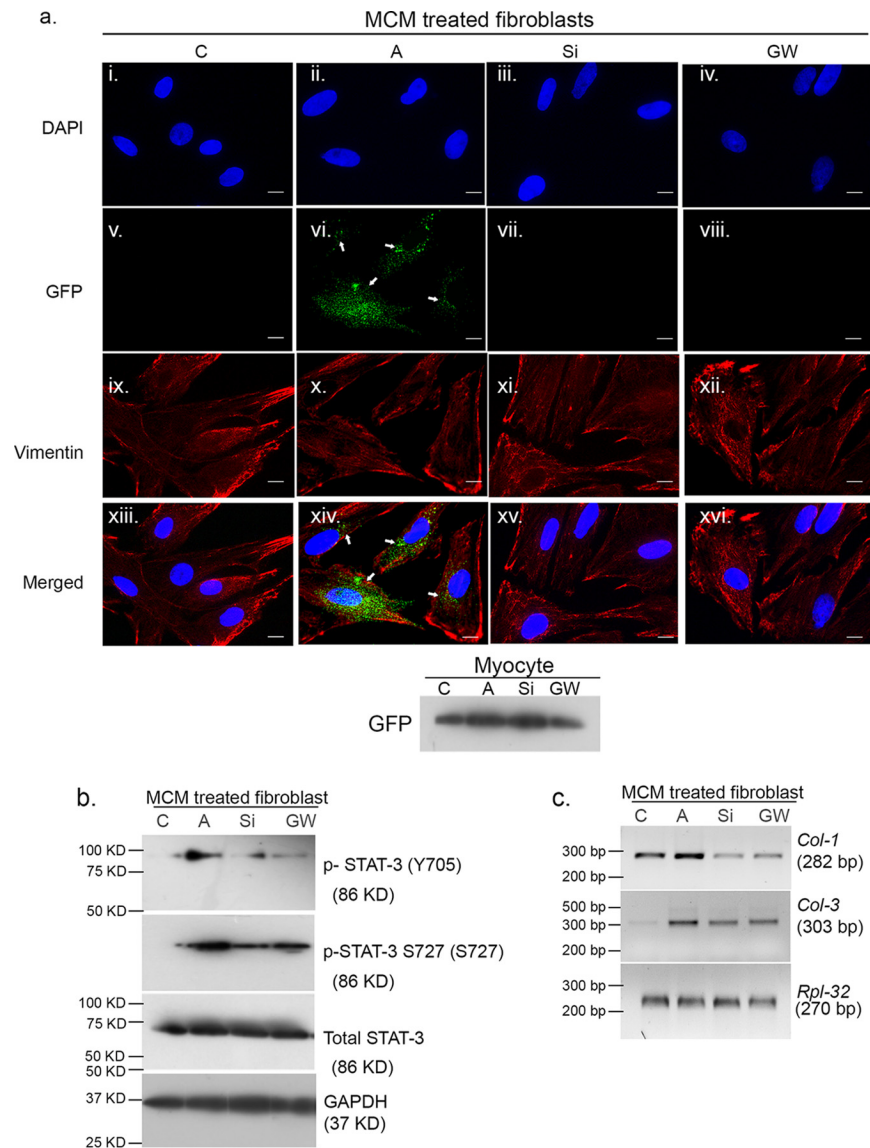 a.
MCM treated fibroblasts
C A Si GW
DAPI
i. ii. iii. iv.
GFP
v. vi. vii. viii.
Vimentin
ix. x. xi. xii.
Merged
xiii. xiv. xv. xvi.
Myocyte
C A Si GW
GFP
b.
MCM treated fibroblast
C A Si GW
100 KD
75 KD
50 KD
p- STAT-3 (Y705)
(86 KD)
p-STAT-3 S727 (S727)
(86 KD)
100 KD
75 KD
50 KD
Total STAT-3
(86 KD)
50 KD
37 KD
25 KD
GAPDH
(37 KD)
c.
MCM treated fibroblast
C A Si GW
300 bp
200 bp
Col-1
(282 bp)
500 bp
300 bp
200 bp
Col-3
(303 bp)
300 bp
200 bp
Rpl-32
(270 bp)